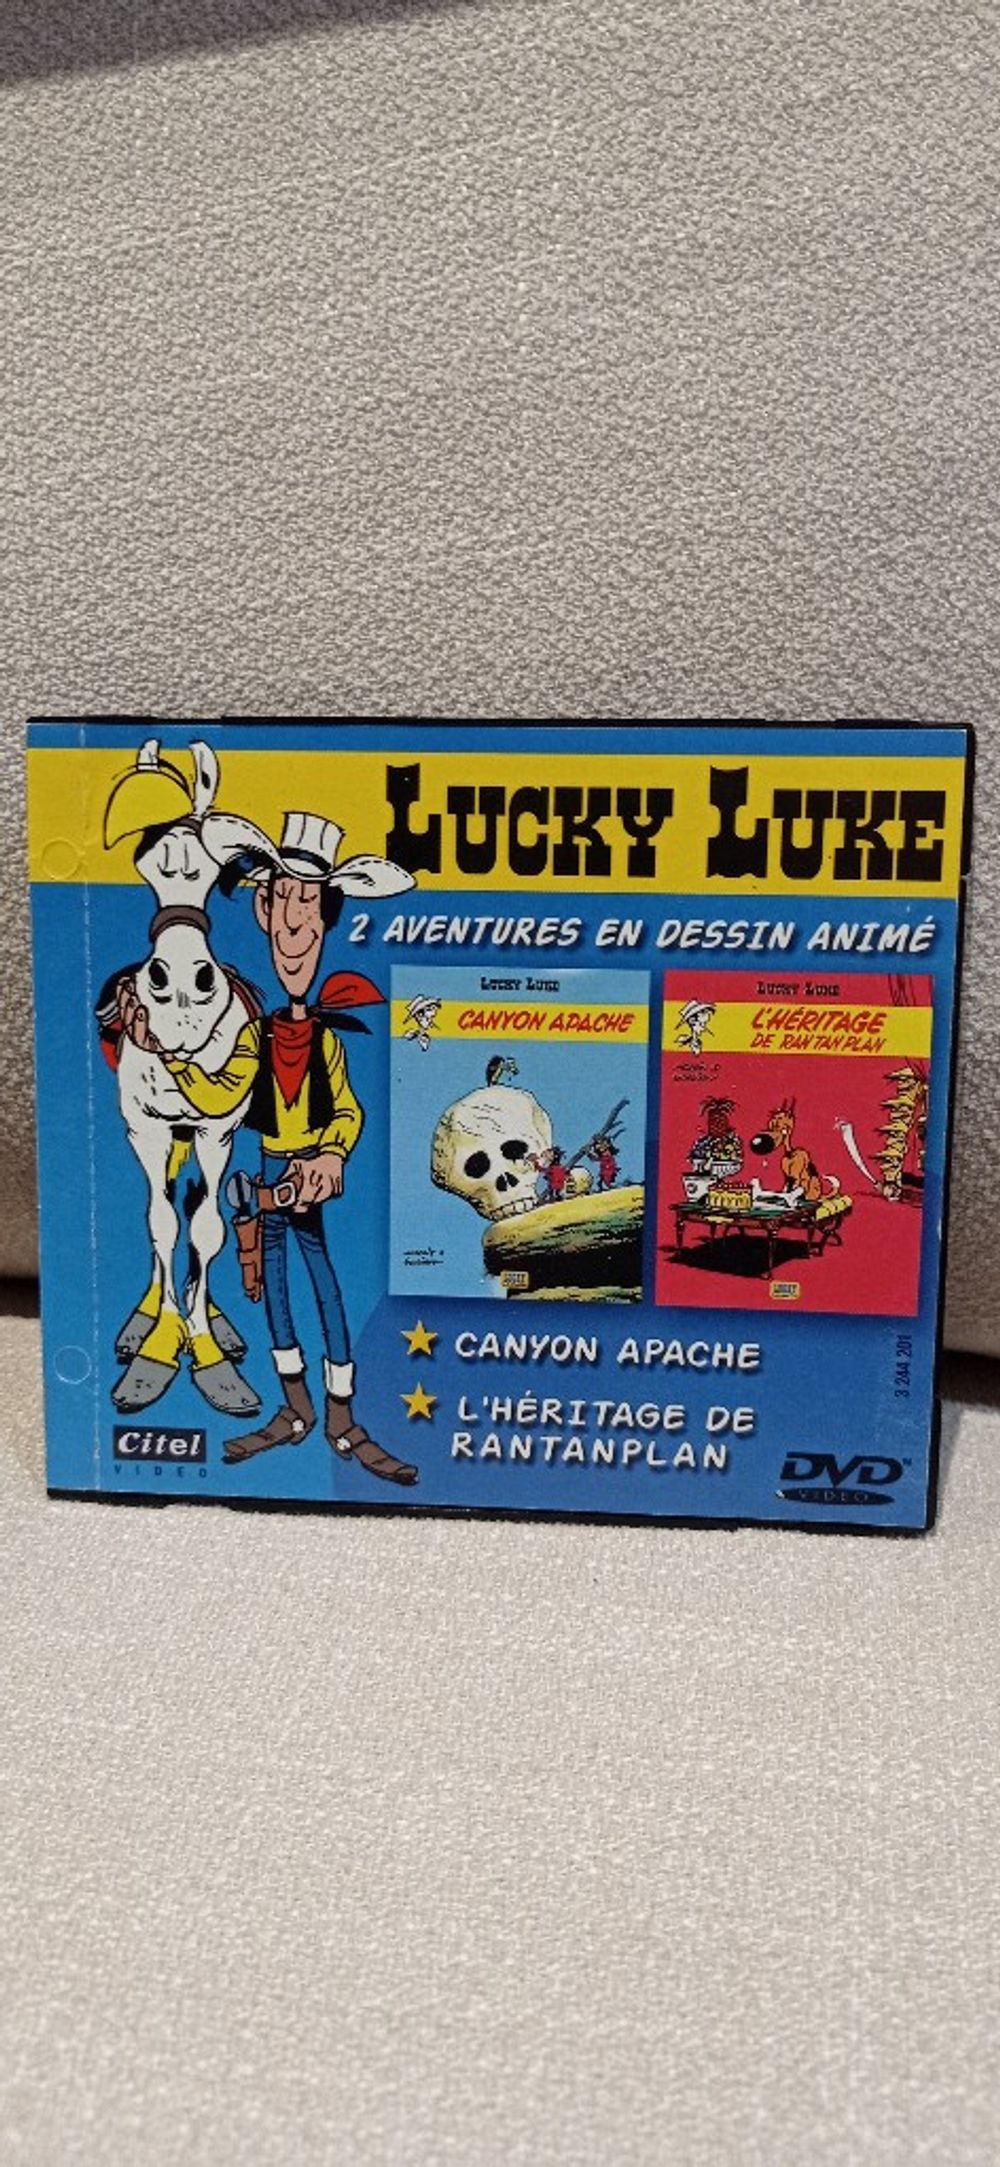 LUCKY LUKE
2 AVENTURES EN DESSIN ANIMÉ
LUCKY LUKE
CANYON APACHE
LUCKY LUKE
L'HÉRITAGE
DE RANTANPLAN
CANYON APACHE
L'HÉRITAGE DE
RANTANPLAN
3 244 201
Citel
VIDEO
DVD
VIDEO